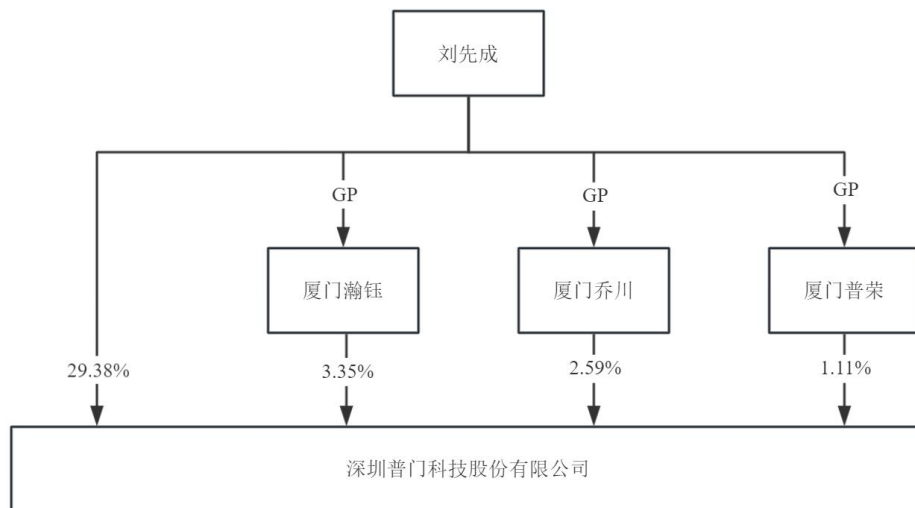 刘先成
GP
GP
GP
厦门瀚钰
厦门乔川
厦门普荣
29.38%
3.35%
2.59%
1.11%
深圳普门科技股份有限公司